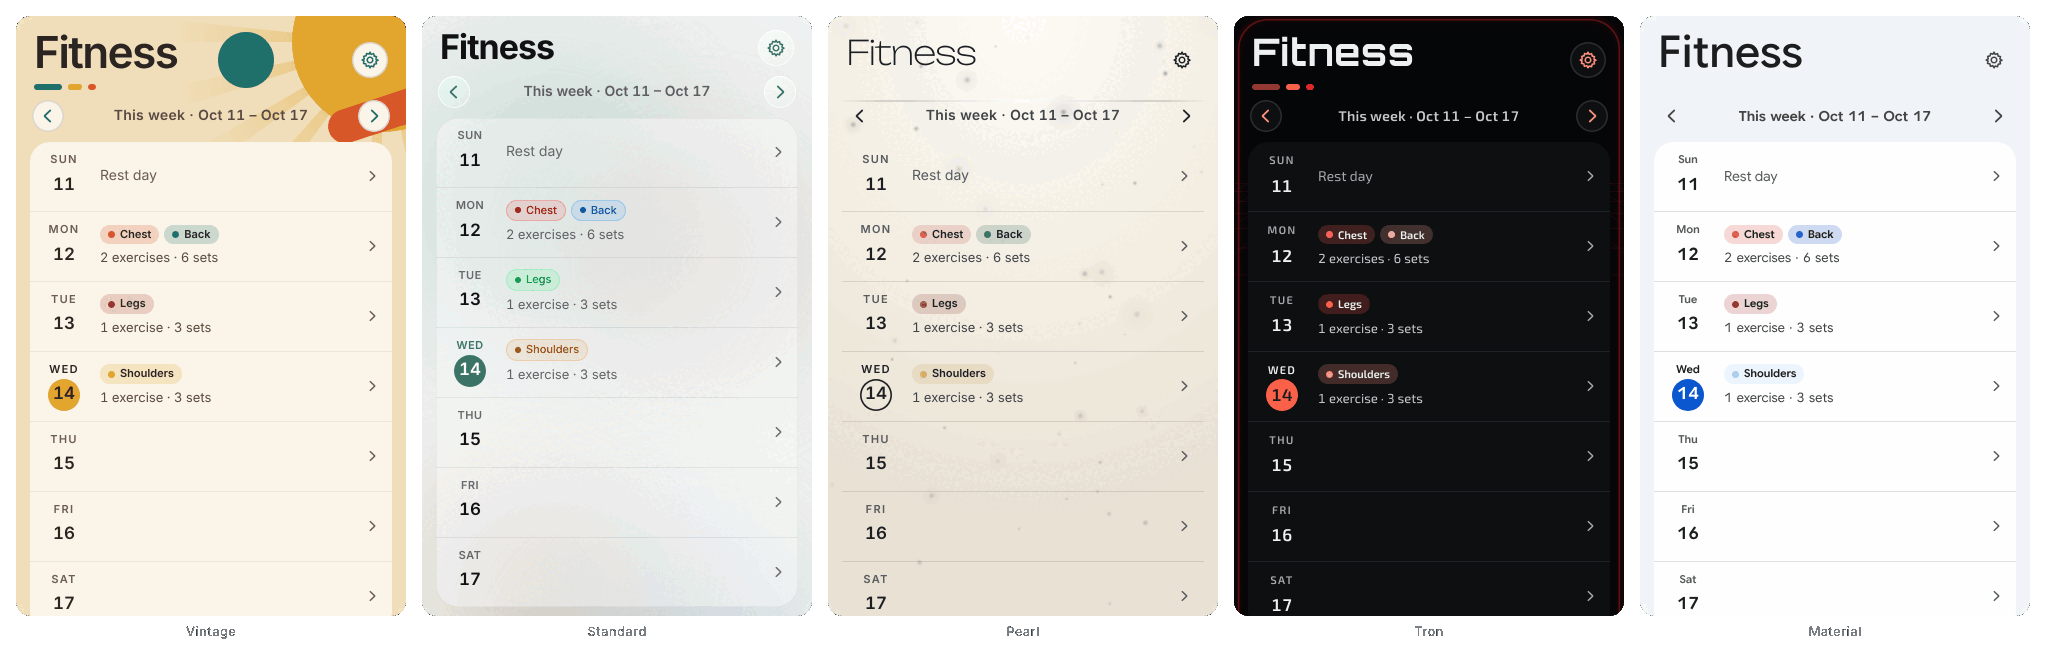 Fitness
This week · Oct 11 – Oct 17
SUN
11
Rest day
MON
12
Chest
Back
2 exercises · 6 sets
TUE
13
Legs
1 exercise · 3 sets
WED
14
Shoulders
1 exercise · 3 sets
THU
15
FRI
16
SAT
17
Vintage
Fitness
This week · Oct 11 – Oct 17
SUN
11
Rest day
MON
12
Chest
Back
2 exercises · 6 sets
TUE
13
Legs
1 exercise · 3 sets
WED
14
Shoulders
1 exercise · 3 sets
THU
15
FRI
16
SAT
17
Standard
Fitness
This week · Oct 11 – Oct 17
SUN
11
Rest day
MON
12
Chest
Back
2 exercises · 6 sets
TUE
13
Legs
1 exercise · 3 sets
WED
14
Shoulders
1 exercise · 3 sets
THU
15
FRI
16
SAT
17
Pearl
Fitness
This week · Oct 11 – Oct 17
SUN
11
Rest day
MON
12
Chest
Back
2 exercises · 6 sets
TUE
13
Legs
1 exercise · 3 sets
WED
14
Shoulders
1 exercise · 3 sets
THU
15
FRI
16
SAT
17
Tron
Fitness
This week · Oct 11 – Oct 17
Sun
11
Rest day
Mon
12
Chest
Back
2 exercises · 6 sets
Tue
13
Legs
1 exercise · 3 sets
Wed
14
Shoulders
1 exercise · 3 sets
Thu
15
Fri
16
Sat
17
Material